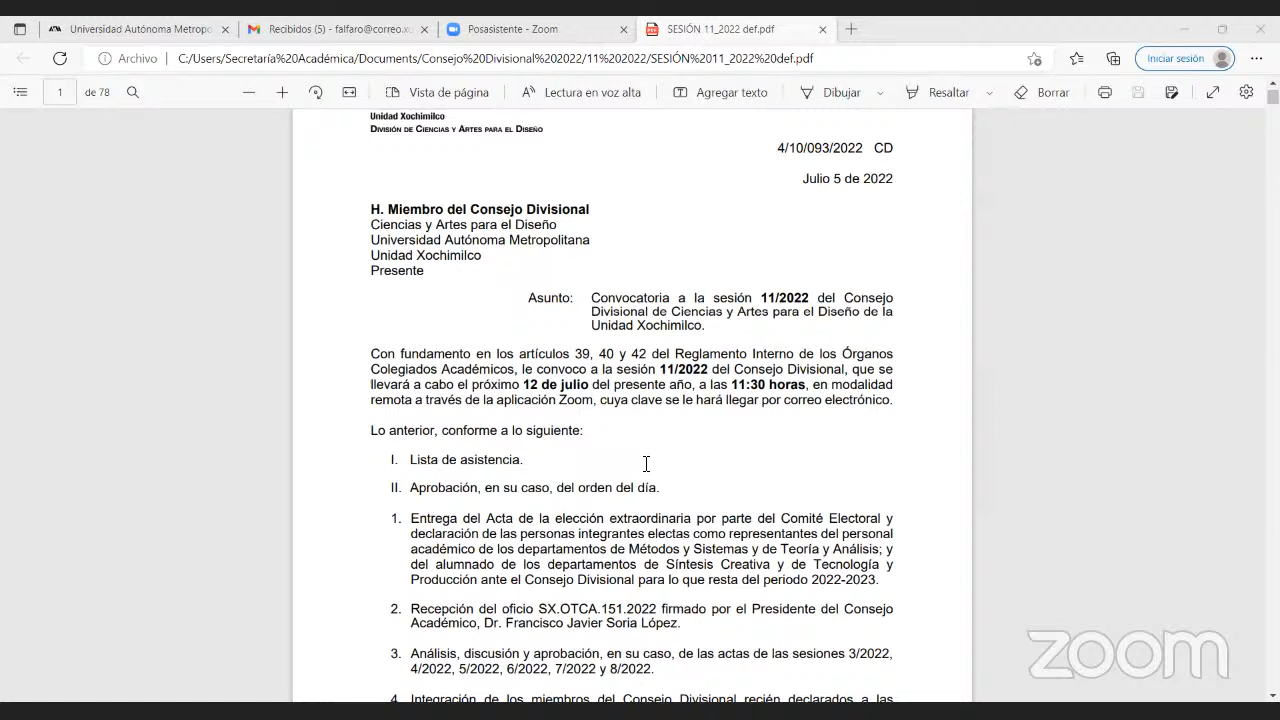 Universidad Autónoma Metropo
Recibidos (5) - falfaro@correo.xo
Posasistente - Zoom
SESIÓN 11_2022 def.pdf
Archivo
C:/Users/Secretaría%20Académica/Documents/Consejo%20Divisional%202022/11%202022/SESIÓN%2011_2022%20def.pdf
Iniciar sesión
1 de 78
Vista de página
Lectura en voz alta
Agregar texto
Dibujar
Resaltar
Borrar
Unidad Xochimilco
División de Ciencias y Artes para el Diseño
4/10/093/2022 CD
Julio 5 de 2022
H. Miembro del Consejo Divisional
Ciencias y Artes para el Diseño
Universidad Autónoma Metropolitana
Unidad Xochimilco
Presente
Asunto: Convocatoria a la sesión 11/2022 del Consejo
Divisional de Ciencias y Artes para el Diseño de la
Unidad Xochimilco.
Con fundamento en los artículos 39, 40 y 42 del Reglamento Interno de los Órganos
Colegiados Académicos, le convoco a la sesión 11/2022 del Consejo Divisional, que se
llevará a cabo el próximo 12 de julio del presente año, a las 11:30 horas, en modalidad
remota a través de la aplicación Zoom, cuya clave se le hará llegar por correo electrónico.
Lo anterior, conforme a lo siguiente:
I. Lista de asistencia.
II. Aprobación, en su caso, del orden del día.
1. Entrega del Acta de la elección extraordinaria por parte del Comité Electoral y
declaración de las personas integrantes electas como representantes del personal
académico de los departamentos de Métodos y Sistemas y de Teoría y Análisis; y
del alumnado de los departamentos de Síntesis Creativa y de Tecnología y
Producción ante el Consejo Divisional para lo que resta del periodo 2022-2023.
2. Recepción del oficio SX.OTCA.151.2022 firmado por el Presidente del Consejo
Académico, Dr. Francisco Javier Soria López.
3. Análisis, discusión y aprobación, en su caso, de las actas de las sesiones 3/2022,
4/2022, 5/2022, 6/2022, 7/2022 y 8/2022.
4. Integración de los miembros del Consejo Divisional recién declarados a las
zoom